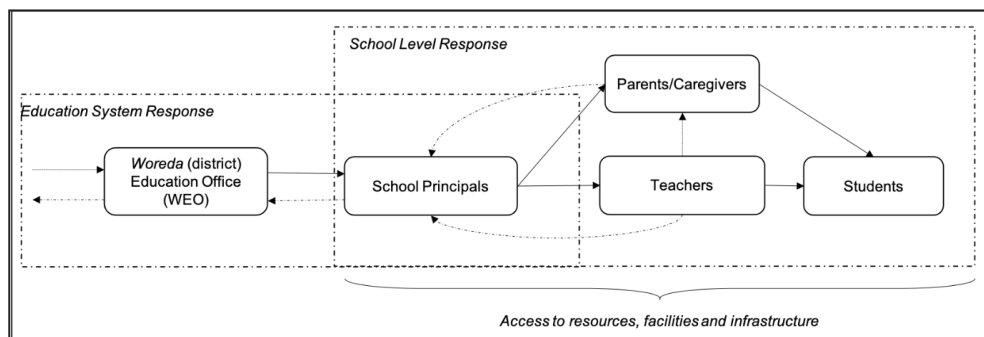 School Level Response
Parents/Caregivers
Education System Response
Woreda (district)
Education Office
(WEO)
School Principals
Teachers
Students
Access to resources, facilities and infrastructure